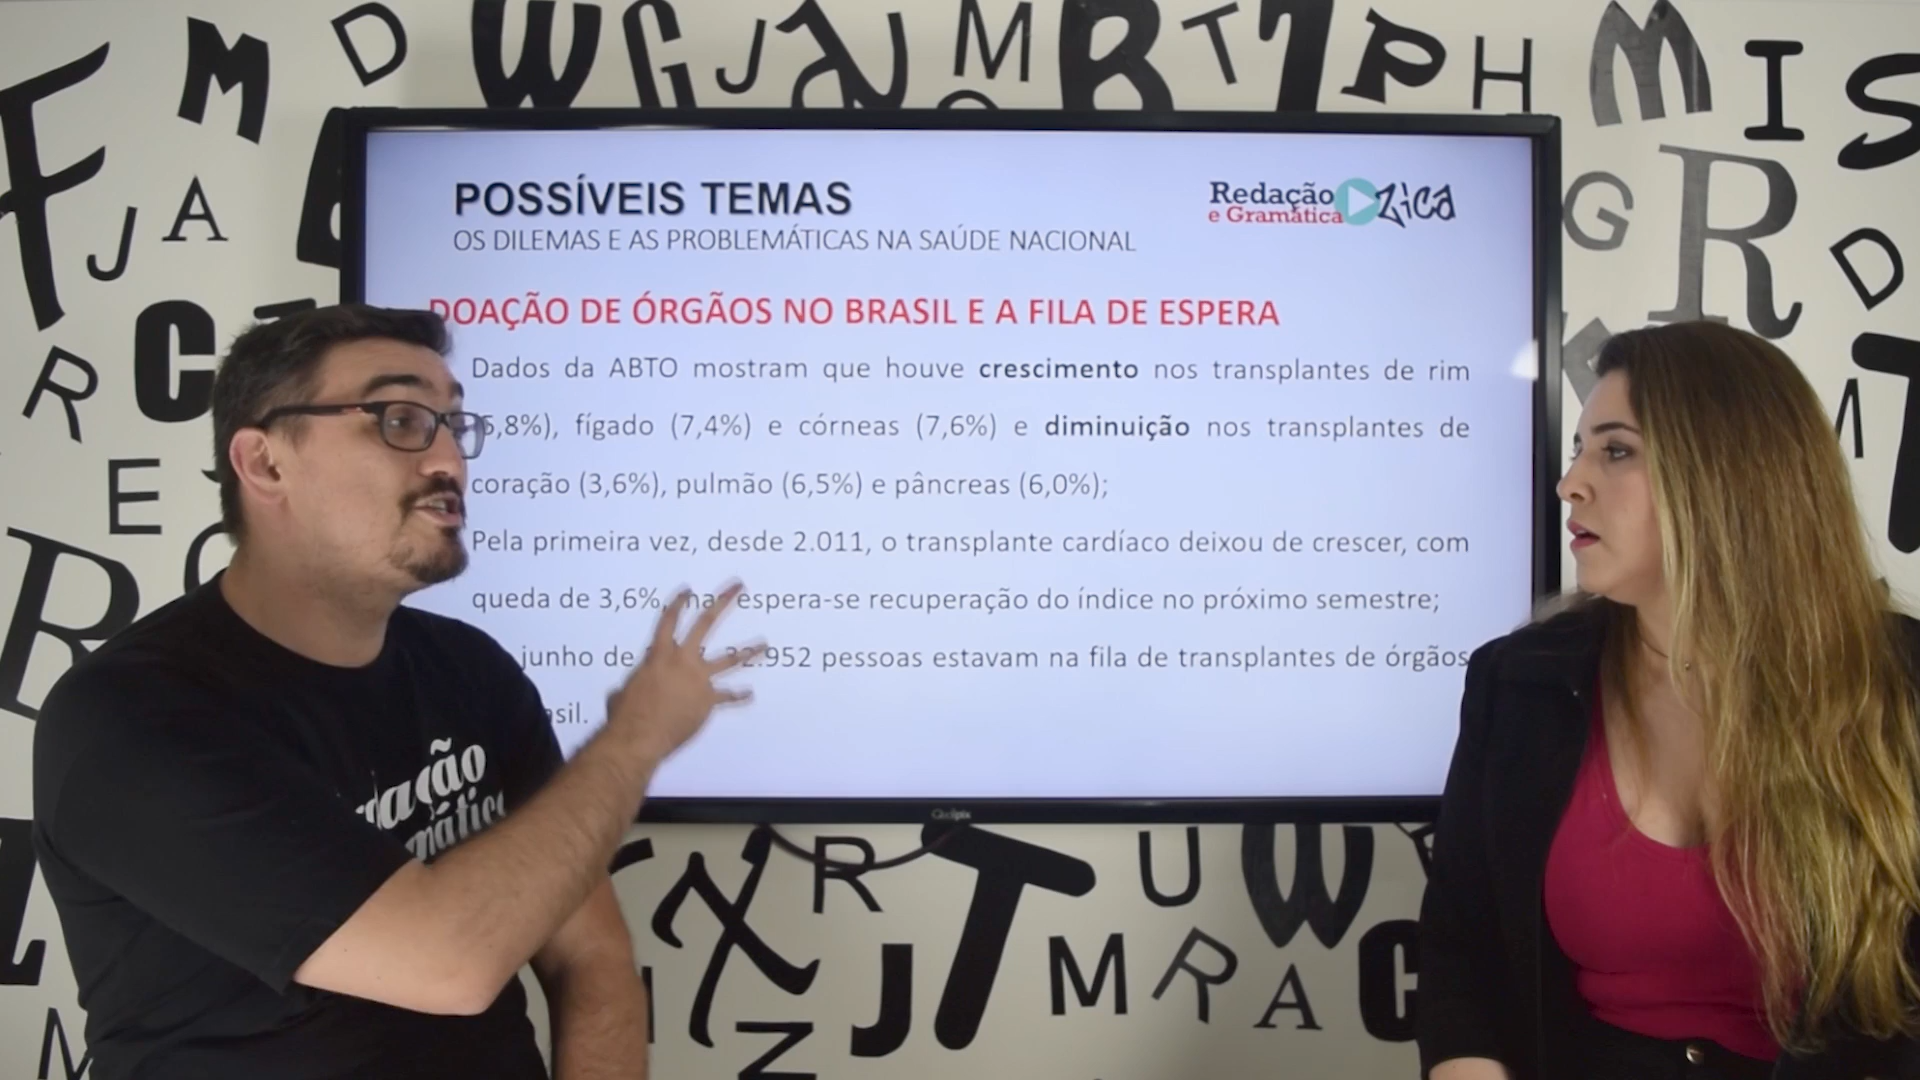 POSSÍVEIS TEMAS
OS DILEMAS E AS PROBLEMÁTICAS NA SAÚDE NACIONAL
Redação
e Gramática
Zica
DOAÇÃO DE ÓRGÃOS NO BRASIL E A FILA DE ESPERA
Dados da ABTO mostram que houve crescimento nos transplantes de rim
5,8%), fígado (7,4%) e córneas (7,6%) e diminuição nos transplantes de
coração (3,6%), pulmão (6,5%) e pâncreas (6,0%);
Pela primeira vez, desde 2.011, o transplante cardíaco deixou de crescer, com
queda de 3,6%, mas espera-se recuperação do índice no próximo semestre;
junho de 32.952 pessoas estavam na fila de transplantes de órgãos